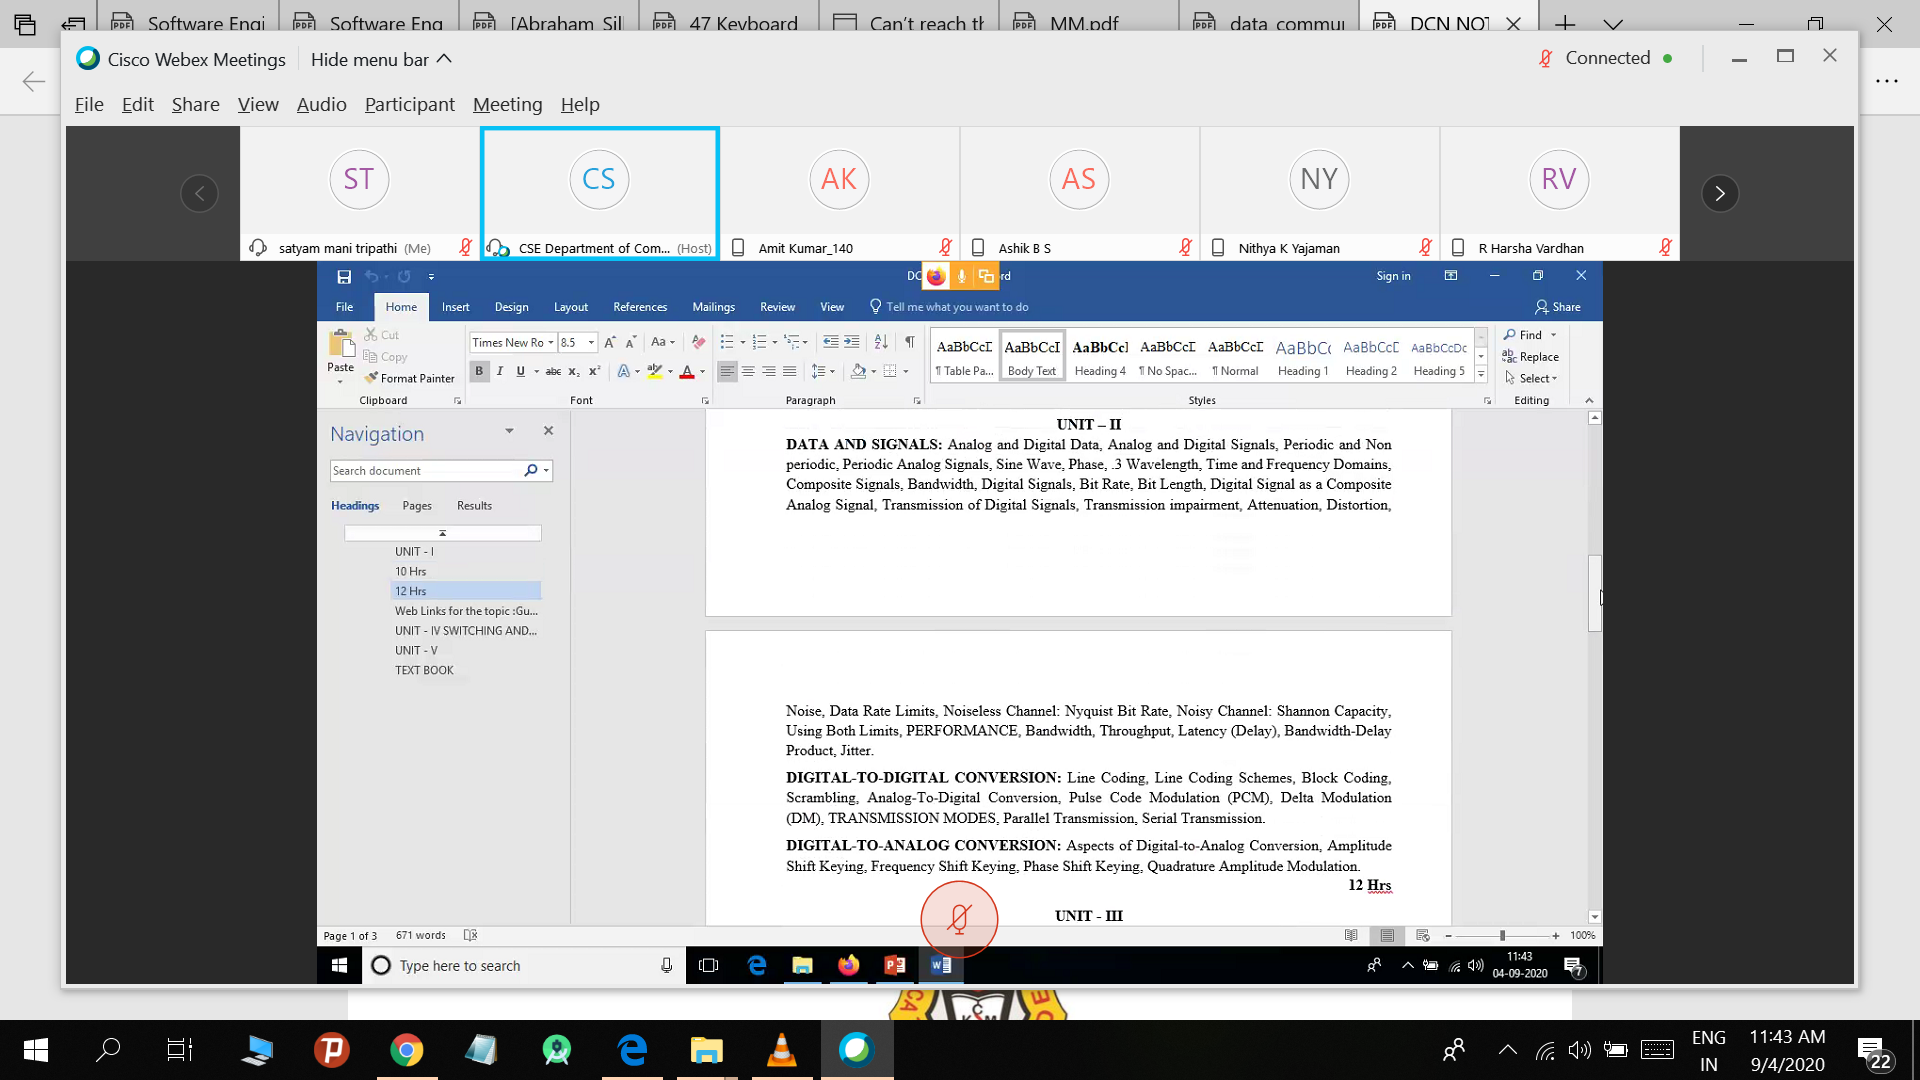 Software Engi
Software Eng
[Abraham_Sil
47 Keyboard
Can't reach th
MM.pdf
data commu
DCN NOT
Cisco Webex Meetings
Hide menu bar
Connected
File Edit Share View Audio Participant Meeting Help
ST
CS
AK
AS
NY
RV
satyam mani tripathi (Me)
CSE Department of Com... (Host)
Amit Kumar_140
Ashik B S
Nithya K Yajaman
R Harsha Vardhan
DC
rd
Sign in
File Home Insert Design Layout References Mailings Review View Tell me what you want to do
Share
Paste
Cut
Copy
Format Painter
Clipboard
Times New Ro 8.5
Font
Paragraph
AaBbCcI AaBbCcI AaBbCcI AaBbCcD AaBbCcI AaBbC( AaBbCcD AaBbCcDc
¶ Table Pa... Body Text Heading 4 ¶ No Spac... ¶ Normal Heading 1 Heading 2 Heading 5
Styles
Find
Replace
Select
Editing
Navigation
Search document
Headings Pages Results
UNIT - I
10 Hrs
12 Hrs
Web Links for the topic :Gu...
UNIT - IV SWITCHING AND...
UNIT - V
TEXT BOOK
UNIT – II
DATA AND SIGNALS: Analog and Digital Data, Analog and Digital Signals, Periodic and Non
periodic, Periodic Analog Signals, Sine Wave, Phase, .3 Wavelength, Time and Frequency Domains,
Composite Signals, Bandwidth, Digital Signals, Bit Rate, Bit Length, Digital Signal as a Composite
Analog Signal, Transmission of Digital Signals, Transmission impairment, Attenuation, Distortion,
Noise, Data Rate Limits, Noiseless Channel: Nyquist Bit Rate, Noisy Channel: Shannon Capacity,
Using Both Limits, PERFORMANCE, Bandwidth, Throughput, Latency (Delay), Bandwidth-Delay
Product, Jitter.
DIGITAL-TO-DIGITAL CONVERSION: Line Coding, Line Coding Schemes, Block Coding,
Scrambling, Analog-To-Digital Conversion, Pulse Code Modulation (PCM), Delta Modulation
(DM), TRANSMISSION MODES, Parallel Transmission, Serial Transmission.
DIGITAL-TO-ANALOG CONVERSION: Aspects of Digital-to-Analog Conversion, Amplitude
Shift Keying, Frequency Shift Keying, Phase Shift Keying, Quadrature Amplitude Modulation.
12 Hrs
UNIT - III
Page 1 of 3 671 words
100%
Type here to search
11:43
04-09-2020
7
ENG
IN
11:43 AM
9/4/2020
22